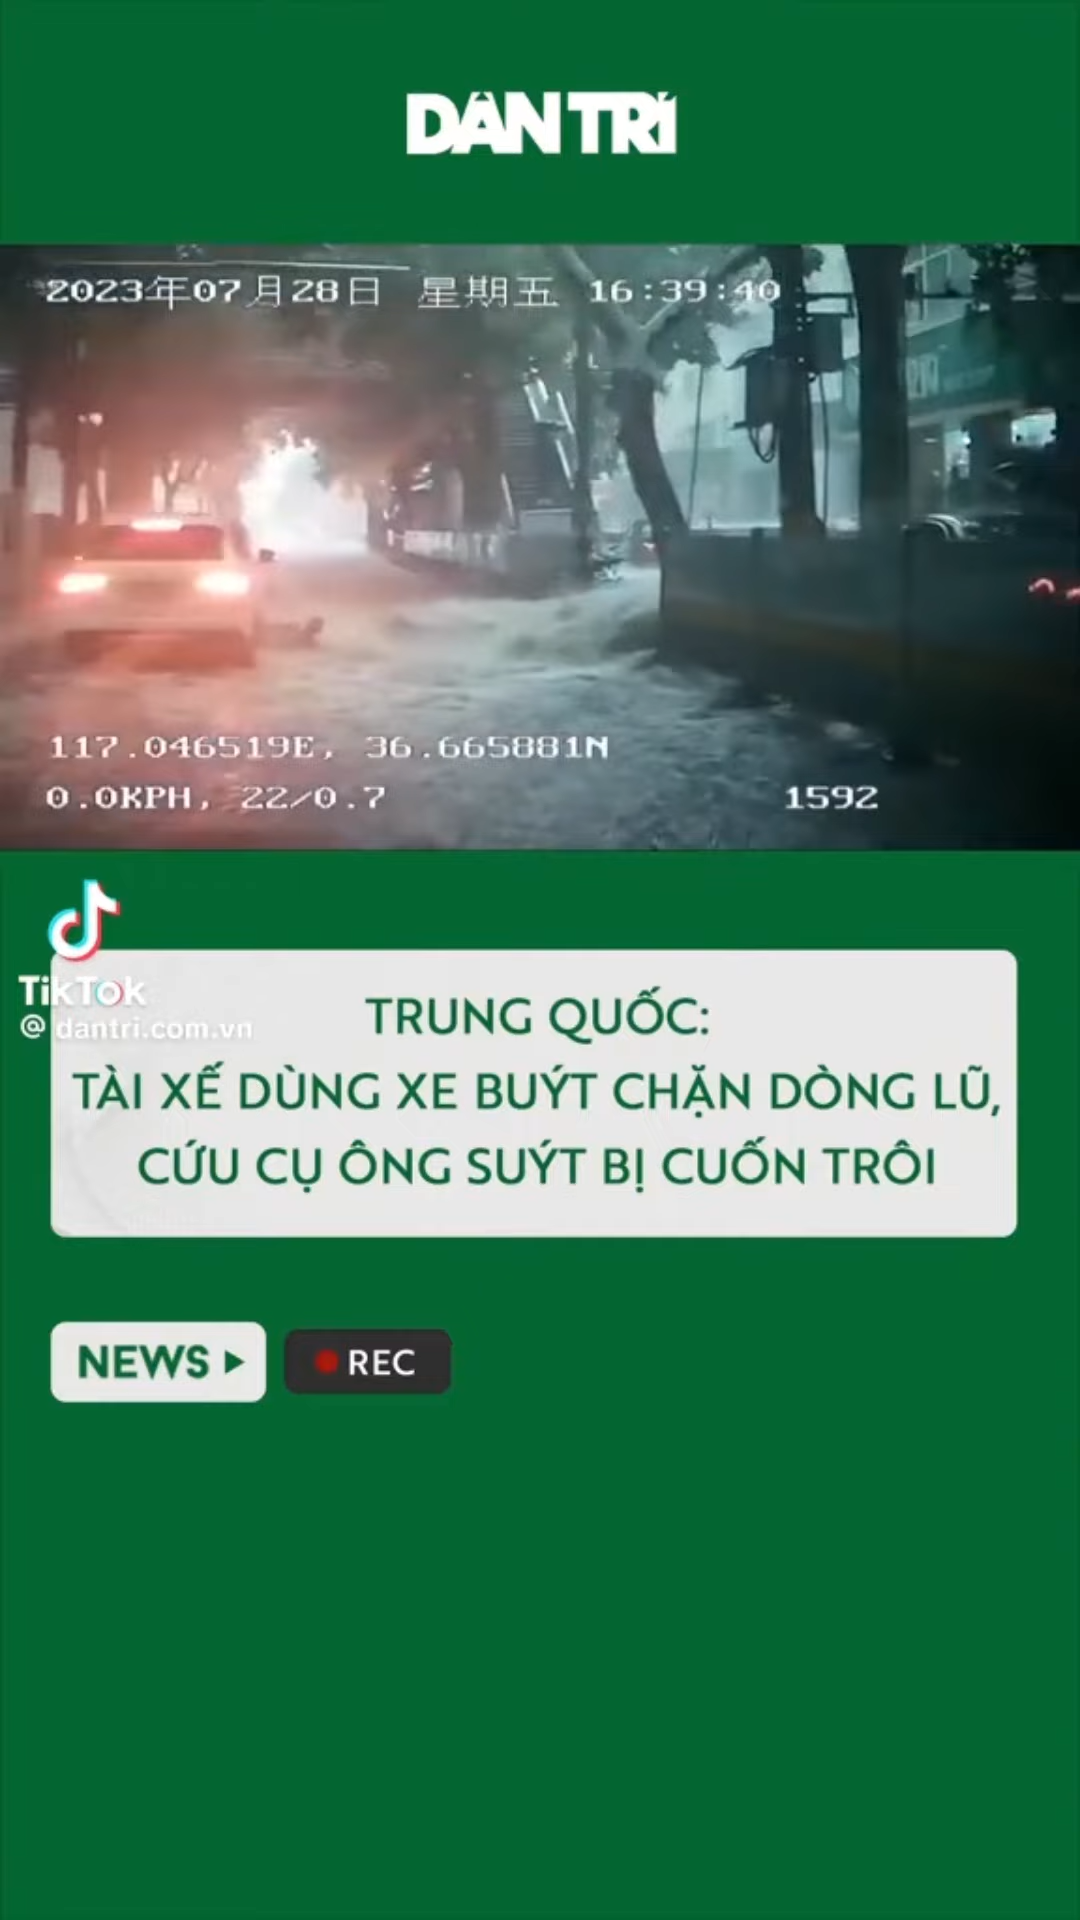 DÂN TRÍ
2023年07月28日 星期五 16:39:40
117.046519E, 36.665881N
0.0KPH, 22/0.7 1592
TikTok
@ dantri.com.vn
TRUNG QUỐC:
TÀI XẾ DÙNG XE BUÝT CHẶN DÒNG LŨ,
CỨU CỤ ÔNG SUÝT BỊ CUỐN TRÔI
NEWS
REC